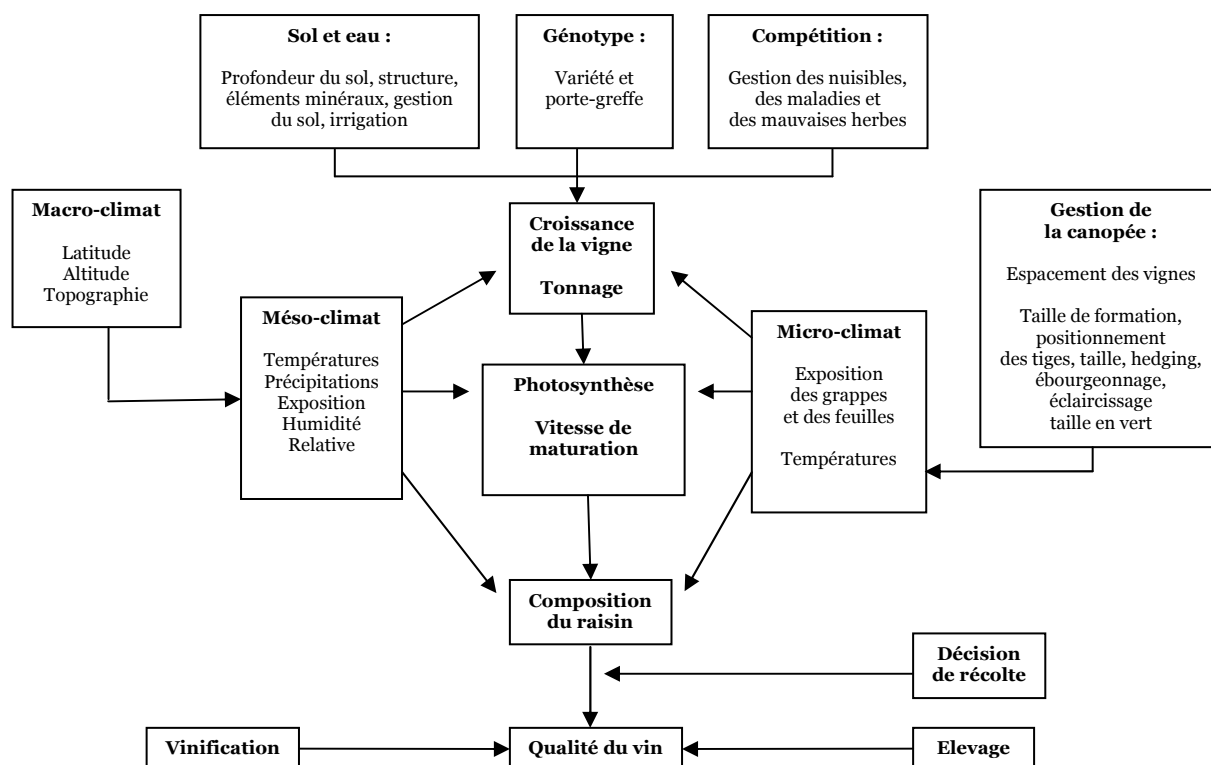 Sol et eau :
Profondeur du sol, structure,
éléments minéraux, gestion
du sol, irrigation
Génotype :
Variété et
porte-greffe
Compétition :
Gestion des nuisibles,
des maladies et
des mauvaises herbes
Macro-climat
Latitude
Altitude
Topographie
Croissance
de la vigne
Tonnage
Gestion de
la canopée :
Espacement des vignes
Taille de formation,
positionnement
des tiges, taille, hedging,
ébourgeonnage,
éclaircissage
taille en vert
Méso-climat
Températures
Précipitations
Exposition
Humidité
Relative
Photosynthèse
Vitesse de
maturation
Micro-climat
Exposition
des grappes
et des feuilles
Températures
Composition
du raisin
Décision
de récolte
Vinification
Qualité du vin
Elevage